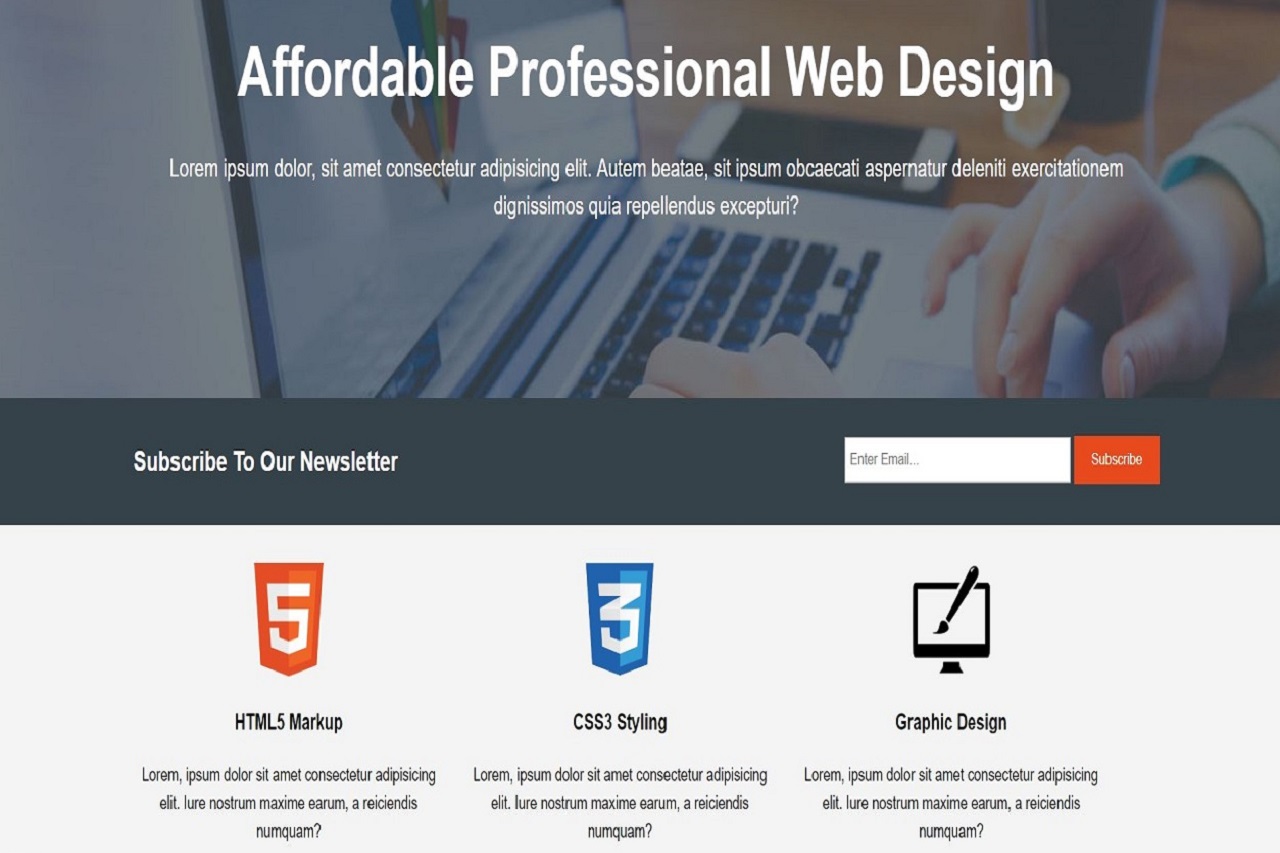 Affordable Professional Web Design
Lorem ipsum dolor, sit amet consectetur adipisicing elit. Autem beatae, sit ipsum obcaecati aspernatur deleniti exercitationem
dignissimos quia repellendus excepturi?
Subscribe To Our Newsletter
Enter Email...
Subscribe
5
3
HTML5 Markup
CSS3 Styling
Graphic Design
Lorem, ipsum dolor sit amet consectetur adipisicing
elit. Iure nostrum maxime earum, a reiciendis
numquam?
Lorem, ipsum dolor sit amet consectetur adipisicing
elit. Iure nostrum maxime earum, a reiciendis
numquam?
Lorem, ipsum dolor sit amet consectetur adipisicing
elit. Iure nostrum maxime earum, a reiciendis
numquam?